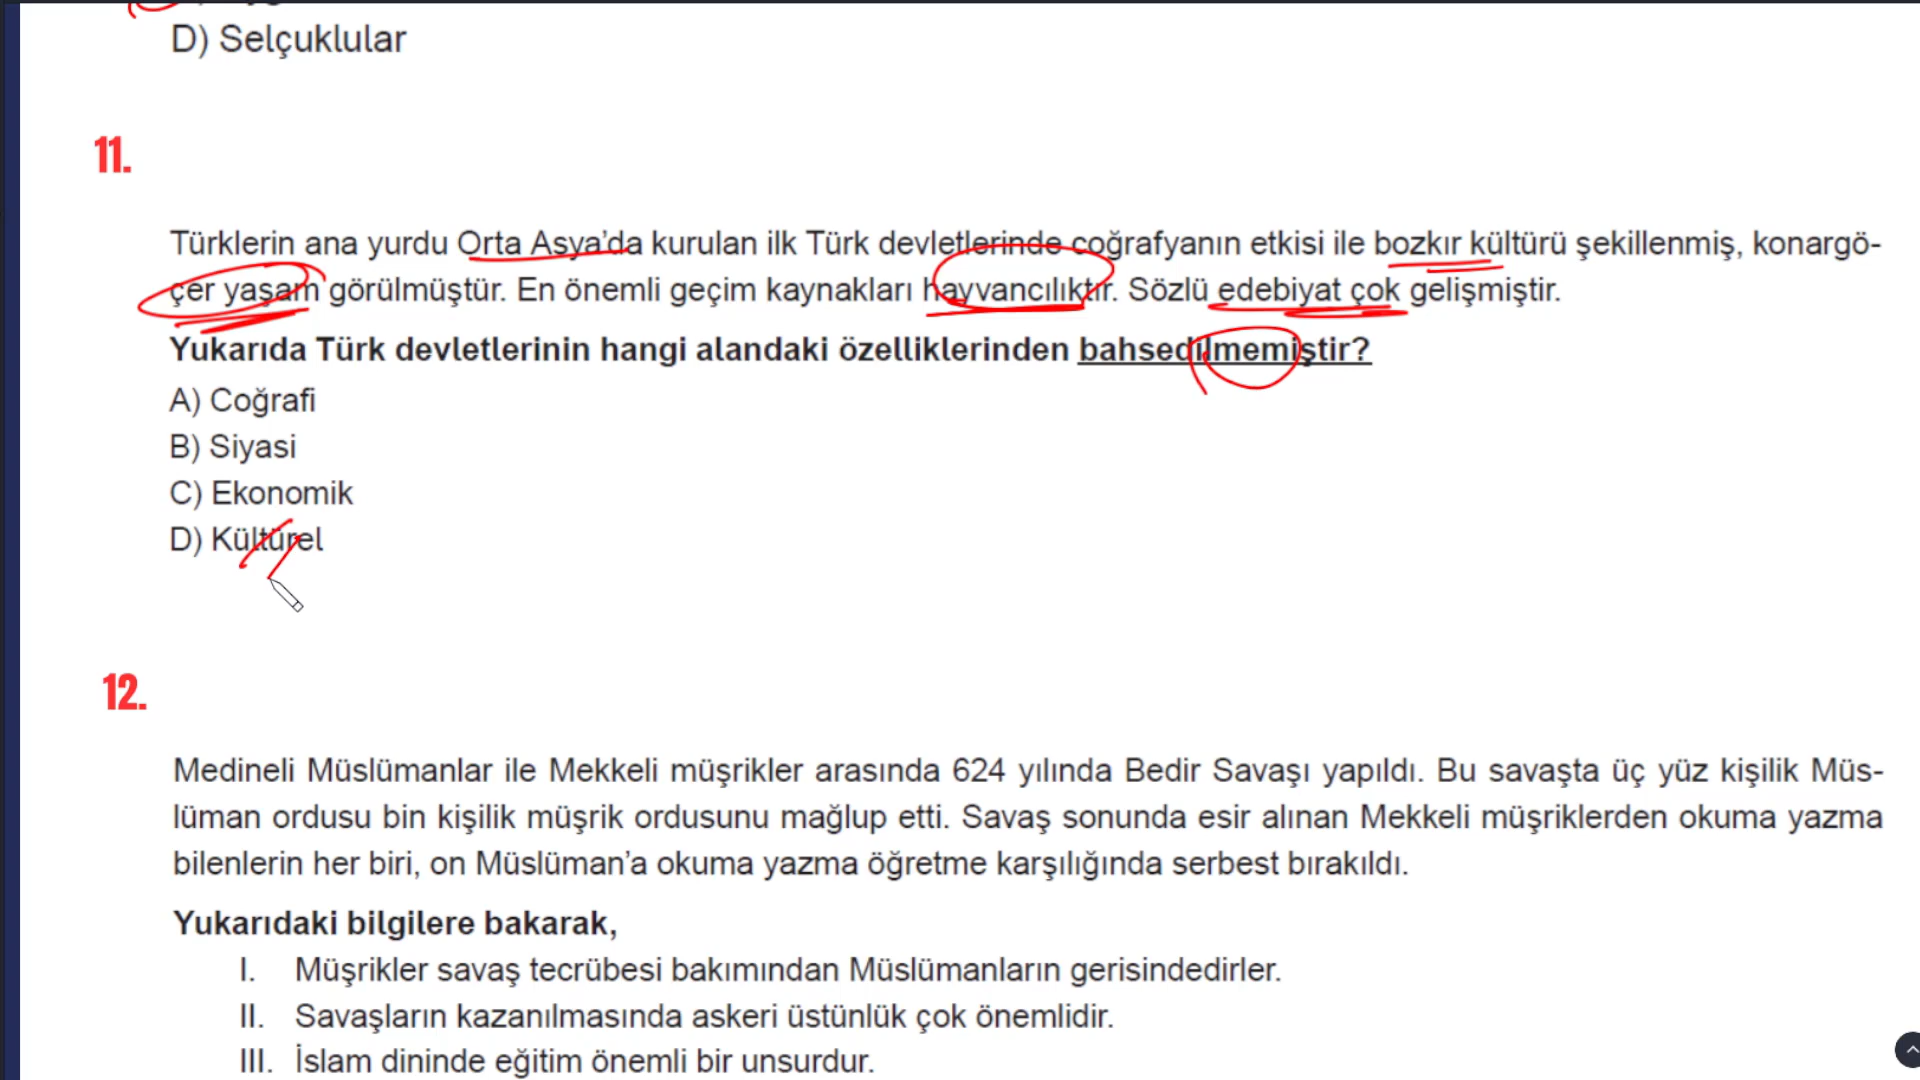 D) Selçuklular
11.
Türklerin ana yurdu Orta Asya’da kurulan ilk Türk devletlerinde coğrafyanın etkisi ile bozkır kültürü şekillenmiş, konargö-
çer yaşam görülmüştür. En önemli geçim kaynakları hayvancılıktır. Sözlü edebiyat çok gelişmiştir.
Yukarıda Türk devletlerinin hangi alandaki özelliklerinden bahsedilmemiştir?
A) Coğrafi
B) Siyasi
C) Ekonomik
D) Kültürel
12.
Medineli Müslümanlar ile Mekkeli müşrikler arasında 624 yılında Bedir Savaşı yapıldı. Bu savaşta üç yüz kişilik Müs-
lüman ordusu bin kişilik müşrik ordusunu mağlup etti. Savaş sonunda esir alınan Mekkeli müşriklerden okuma yazma
bilenlerin her biri, on Müslüman’a okuma yazma öğretme karşılığında serbest bırakıldı.
Yukarıdaki bilgilere bakarak,
I. Müşrikler savaş tecrübesi bakımından Müslümanların gerisindedirler.
II. Savaşların kazanılmasında askeri üstünlük çok önemlidir.
III. İslam dininde eğitim önemli bir unsurdur.